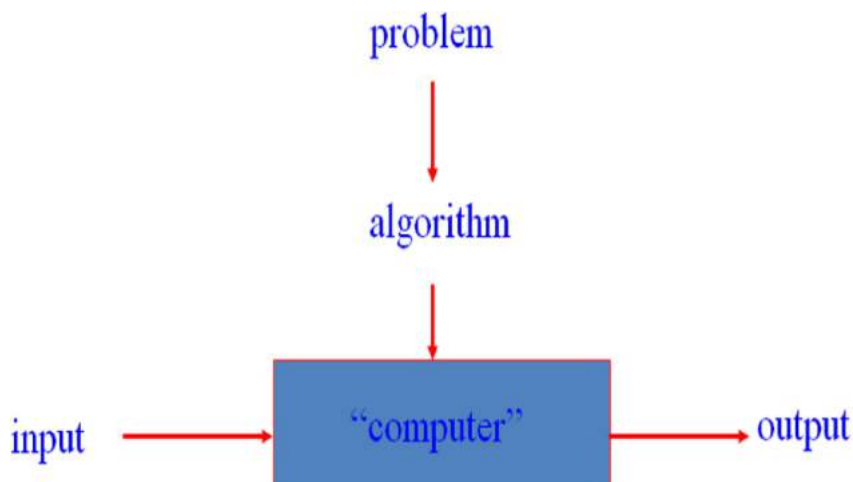 problem
algorithm
input
“computer”
output